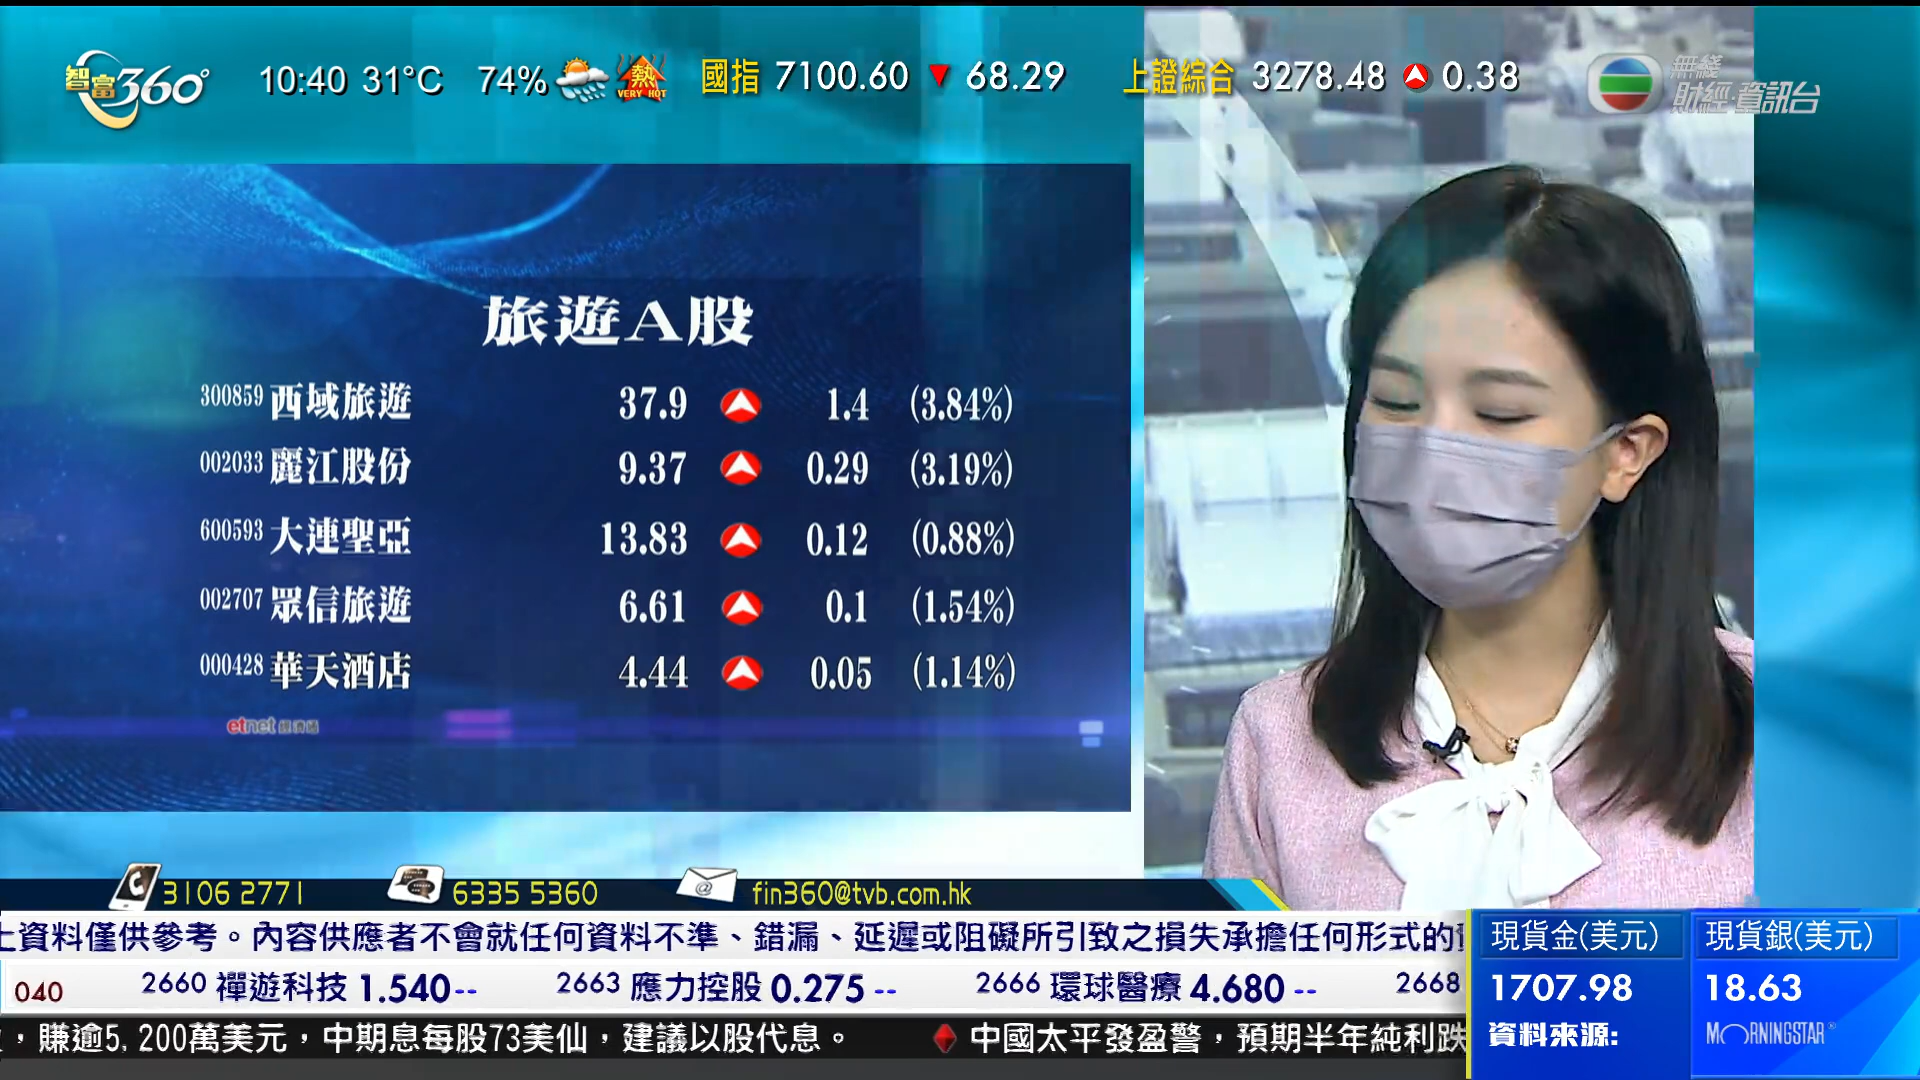 智富360°
10:40 31°C 74% 熱 VERY HOT 國指 7100.60 ▼ 68.29 上證綜合 3278.48 0.38
無綫
財經·資訊台
旅遊A股
300859 西域旅遊 37.9 1.4 (3.84%)
002033 麗江股份 9.37 0.29 (3.19%)
600593 大連聖亞 13.83 0.12 (0.88%)
002707 眾信旅遊 6.61 0.1 (1.54%)
000428 華天酒店 4.44 0.05 (1.14%)
etnet 經濟通
3106 2771 6335 5360 fin360@tvb.com.hk
上資料僅供參考。內容供應者不會就任何資料不準、錯漏、延遲或阻礙所引致之損失承擔任何形式的
040 2660 禪遊科技 1.540-- 2663 應力控股 0.275-- 2666 環球醫療 4.680-- 2668
，賺逾5,200萬美元，中期息每股73美仙，建議以股代息。 中國太平發盈警，預期半年純利跌
現貨金(美元) 現貨銀(美元)
1707.98 18.63
資料來源: MORNINGSTAR®